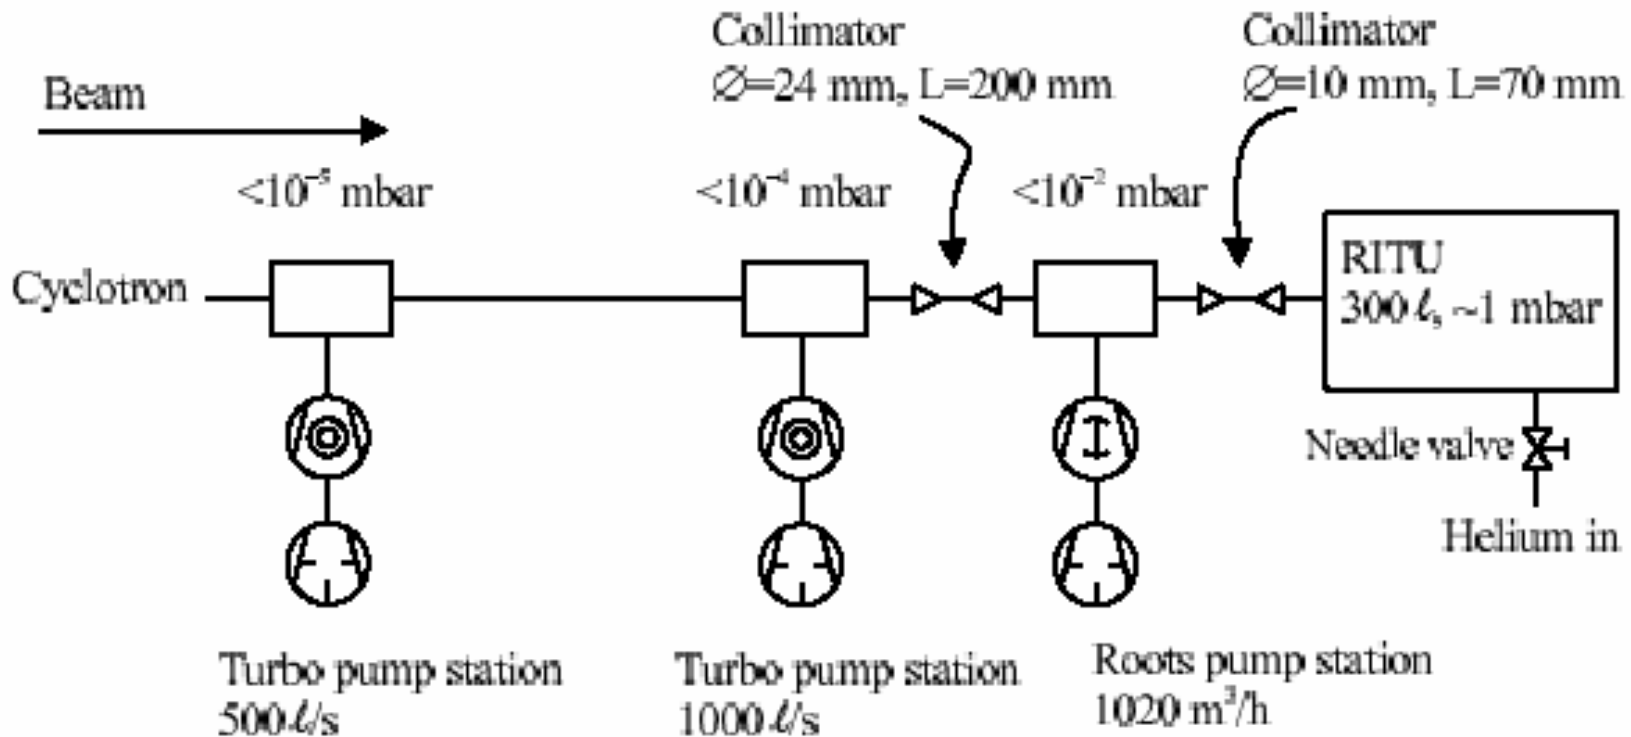 Collimator
Ø=24 mm, L=200 mm
Collimator
Ø=10 mm, L=70 mm
Beam
<10⁻⁵ mbar
<10⁻⁴ mbar
<10⁻² mbar
Cyclotron
RITU
300 ℓ, ~1 mbar
Needle valve
Helium in
Turbo pump station
500 ℓ/s
Turbo pump station
1000 ℓ/s
Roots pump station
1020 m³/h